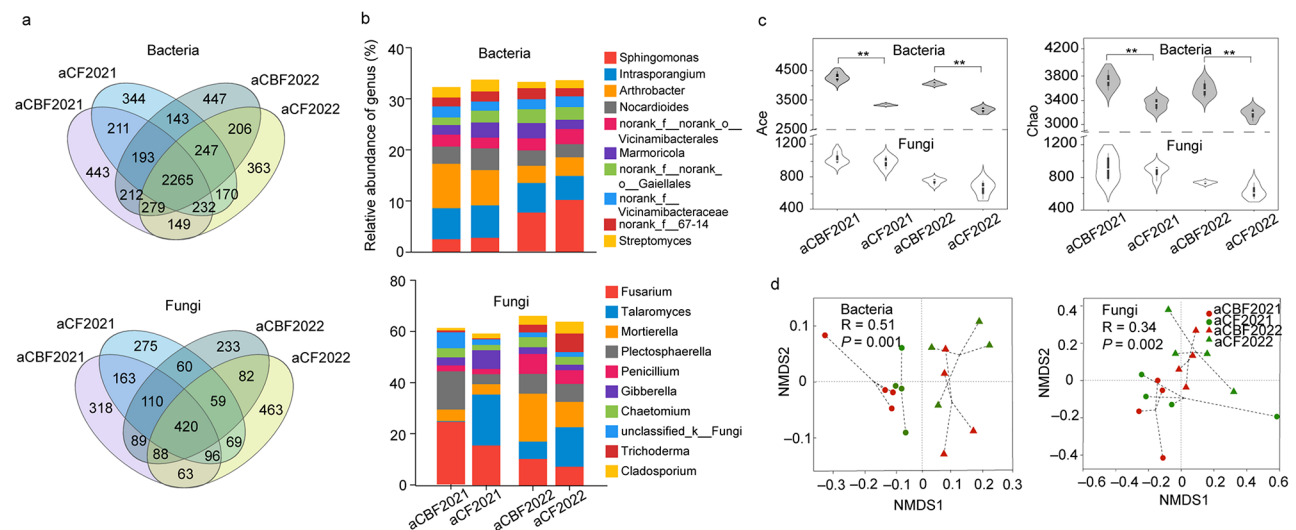 a
Bacteria
aCF2021
aCBF2022
aCBF2021
aCF2022
344
447
211
143
206
193
247
443
363
2265
212
170
279
232
149
Fungi
aCF2021
aCBF2022
aCBF2021
aCF2022
275
233
163
60
82
110
59
318
463
420
89
69
88
96
63
b
Relative abundance of genus (%)
40
30
20
10
0
Bacteria
Sphingomonas
Intrasporangium
Arthrobacter
Nocardioides
norank_f__norank_o__
Vicinamibacterales
Marmoricola
norank_f__norank_
o__Gaiellales
norank_f__
Vicinamibacteraceae
norank_f__67-14
Streptomyces
80
60
40
20
0
Fungi
Fusarium
Talaromyces
Mortierella
Plectosphaerella
Penicillium
Gibberella
Chaetomium
unclassified_k__Fungi
Trichoderma
Cladosporium
aCBF2021
aCF2021
aCBF2022
aCF2022
c
Ace
4500
3500
2500
1200
800
400
Bacteria
**
**
Fungi
aCBF2021
aCF2021
aCBF2022
aCF2022
Chao
4200
3800
3400
3000
1200
800
400
Bacteria
**
**
Fungi
aCBF2021
aCF2021
aCBF2022
aCF2022
d
NMDS2
0.1
0
–0.1
Bacteria
R = 0.51
P = 0.001
–0.3
–0.2
–0.1
0
0.1
0.2
0.3
NMDS1
NMDS2
0.4
0.2
0
–0.2
–0.4
Fungi
R = 0.34
P = 0.002
aCBF2021
aCF2021
aCBF2022
aCF2022
–0.6
–0.4
–0.2
0
0.2
0.4
0.6
NMDS1